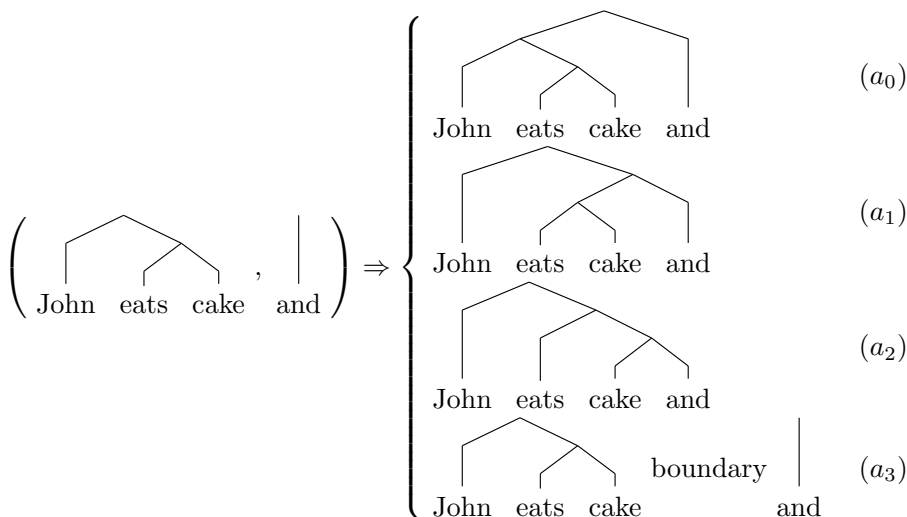 John eats cake and (a₀)
John eats cake and (a₁)
( John eats cake , and ) ⇒ {
John eats cake and (a₂)
John eats cake boundary and (a₃)